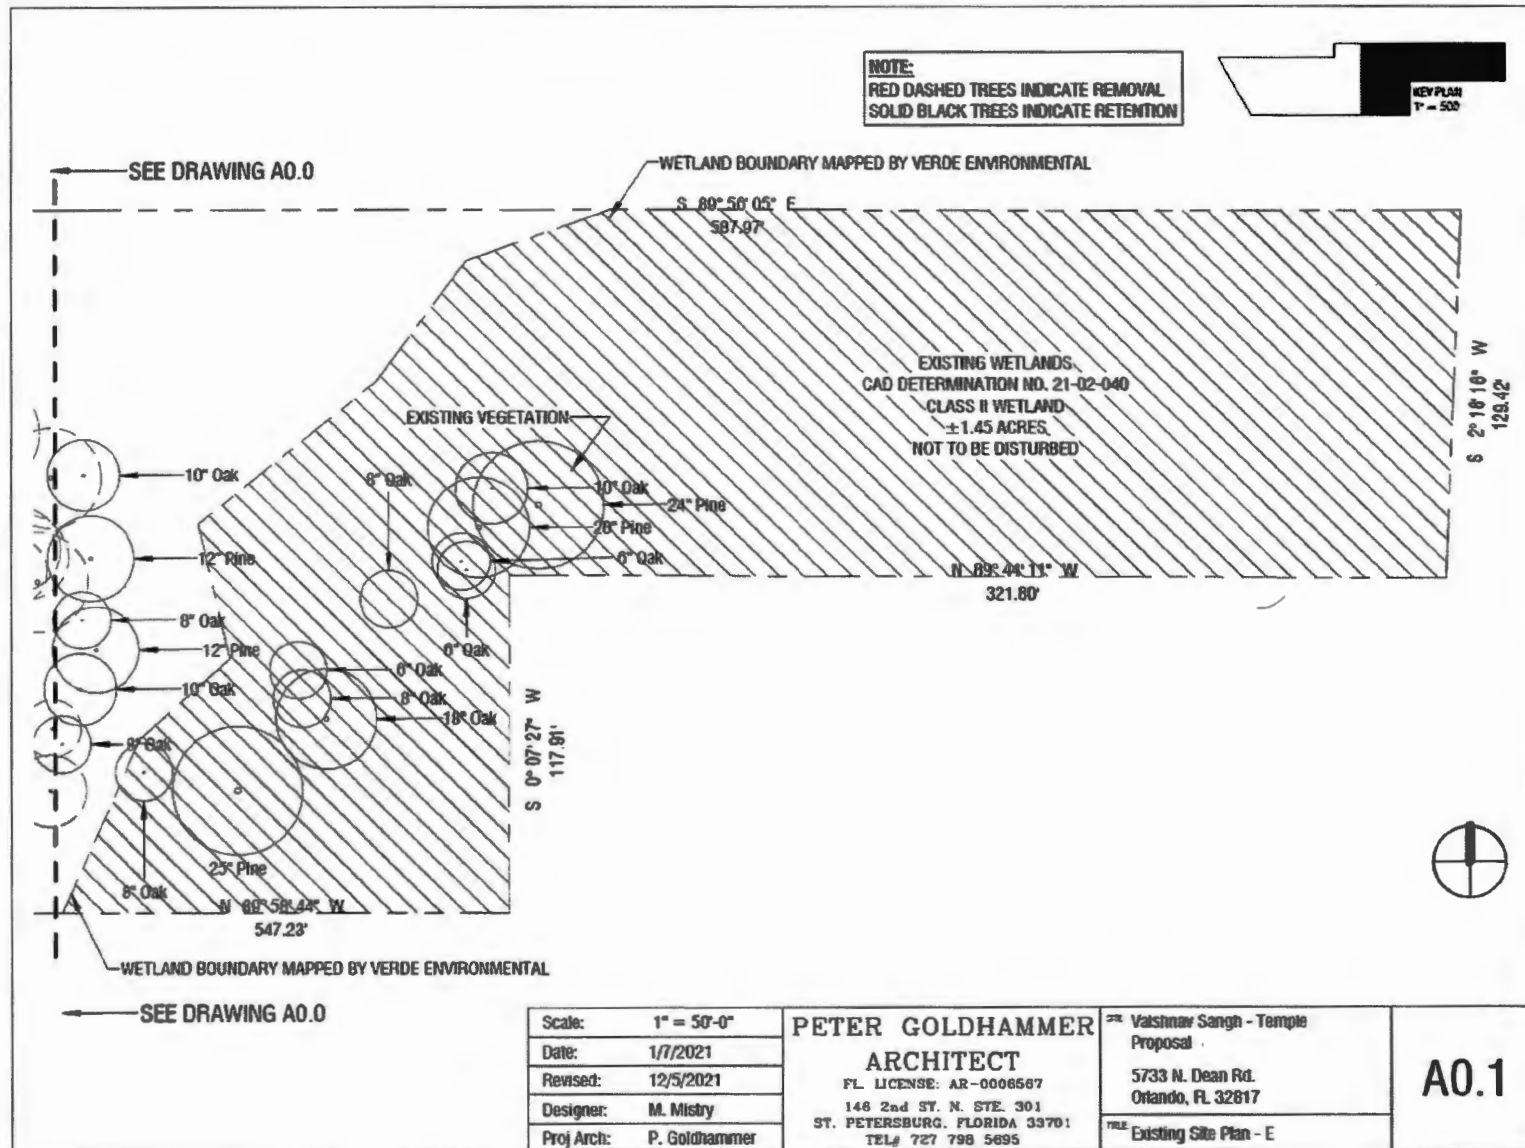 NOTE:
RED DASHED TREES INDICATE REMOVAL
SOLID BLACK TREES INDICATE RETENTION
KEY PLAN
1" = 500
SEE DRAWING A0.0
WETLAND BOUNDARY MAPPED BY VERDE ENVIRONMENTAL
S 89° 56' 05" E
587.97'
EXISTING WETLANDS
CAD DETERMINATION NO. 21-02-040
CLASS II WETLAND
±1.45 ACRES
NOT TO BE DISTURBED
S 2° 18' 16" W
129.42'
EXISTING VEGETATION
10" Oak
8" Oak
10" Oak
24" Pine
20" Pine
12" Pine
6" Oak
N 89° 44' 11" W
321.80'
8" Oak
12" Pine
6" Oak
6" Oak
10" Oak
8" Oak
18" Oak
8" Oak
S 0° 07' 27" W
117.91'
25" Pine
8" Oak
N 89° 58' 44" W
547.23'
WETLAND BOUNDARY MAPPED BY VERDE ENVIRONMENTAL
SEE DRAWING A0.0
Scale: 1" = 50'-0"
Date: 1/7/2021
Revised: 12/5/2021
Designer: M. Mistry
Proj Arch: P. Goldhammer
PETER GOLDHAMMER
ARCHITECT
FL. LICENSE: AR-0006567
146 2nd ST. N. STE. 301
ST. PETERSBURG, FLORIDA 33701
TEL# 727 798 5695
Vaishnav Sangh - Temple
Proposal
5733 N. Dean Rd.
Orlando, FL 32817
TITLE Existing Site Plan - E
A0.1